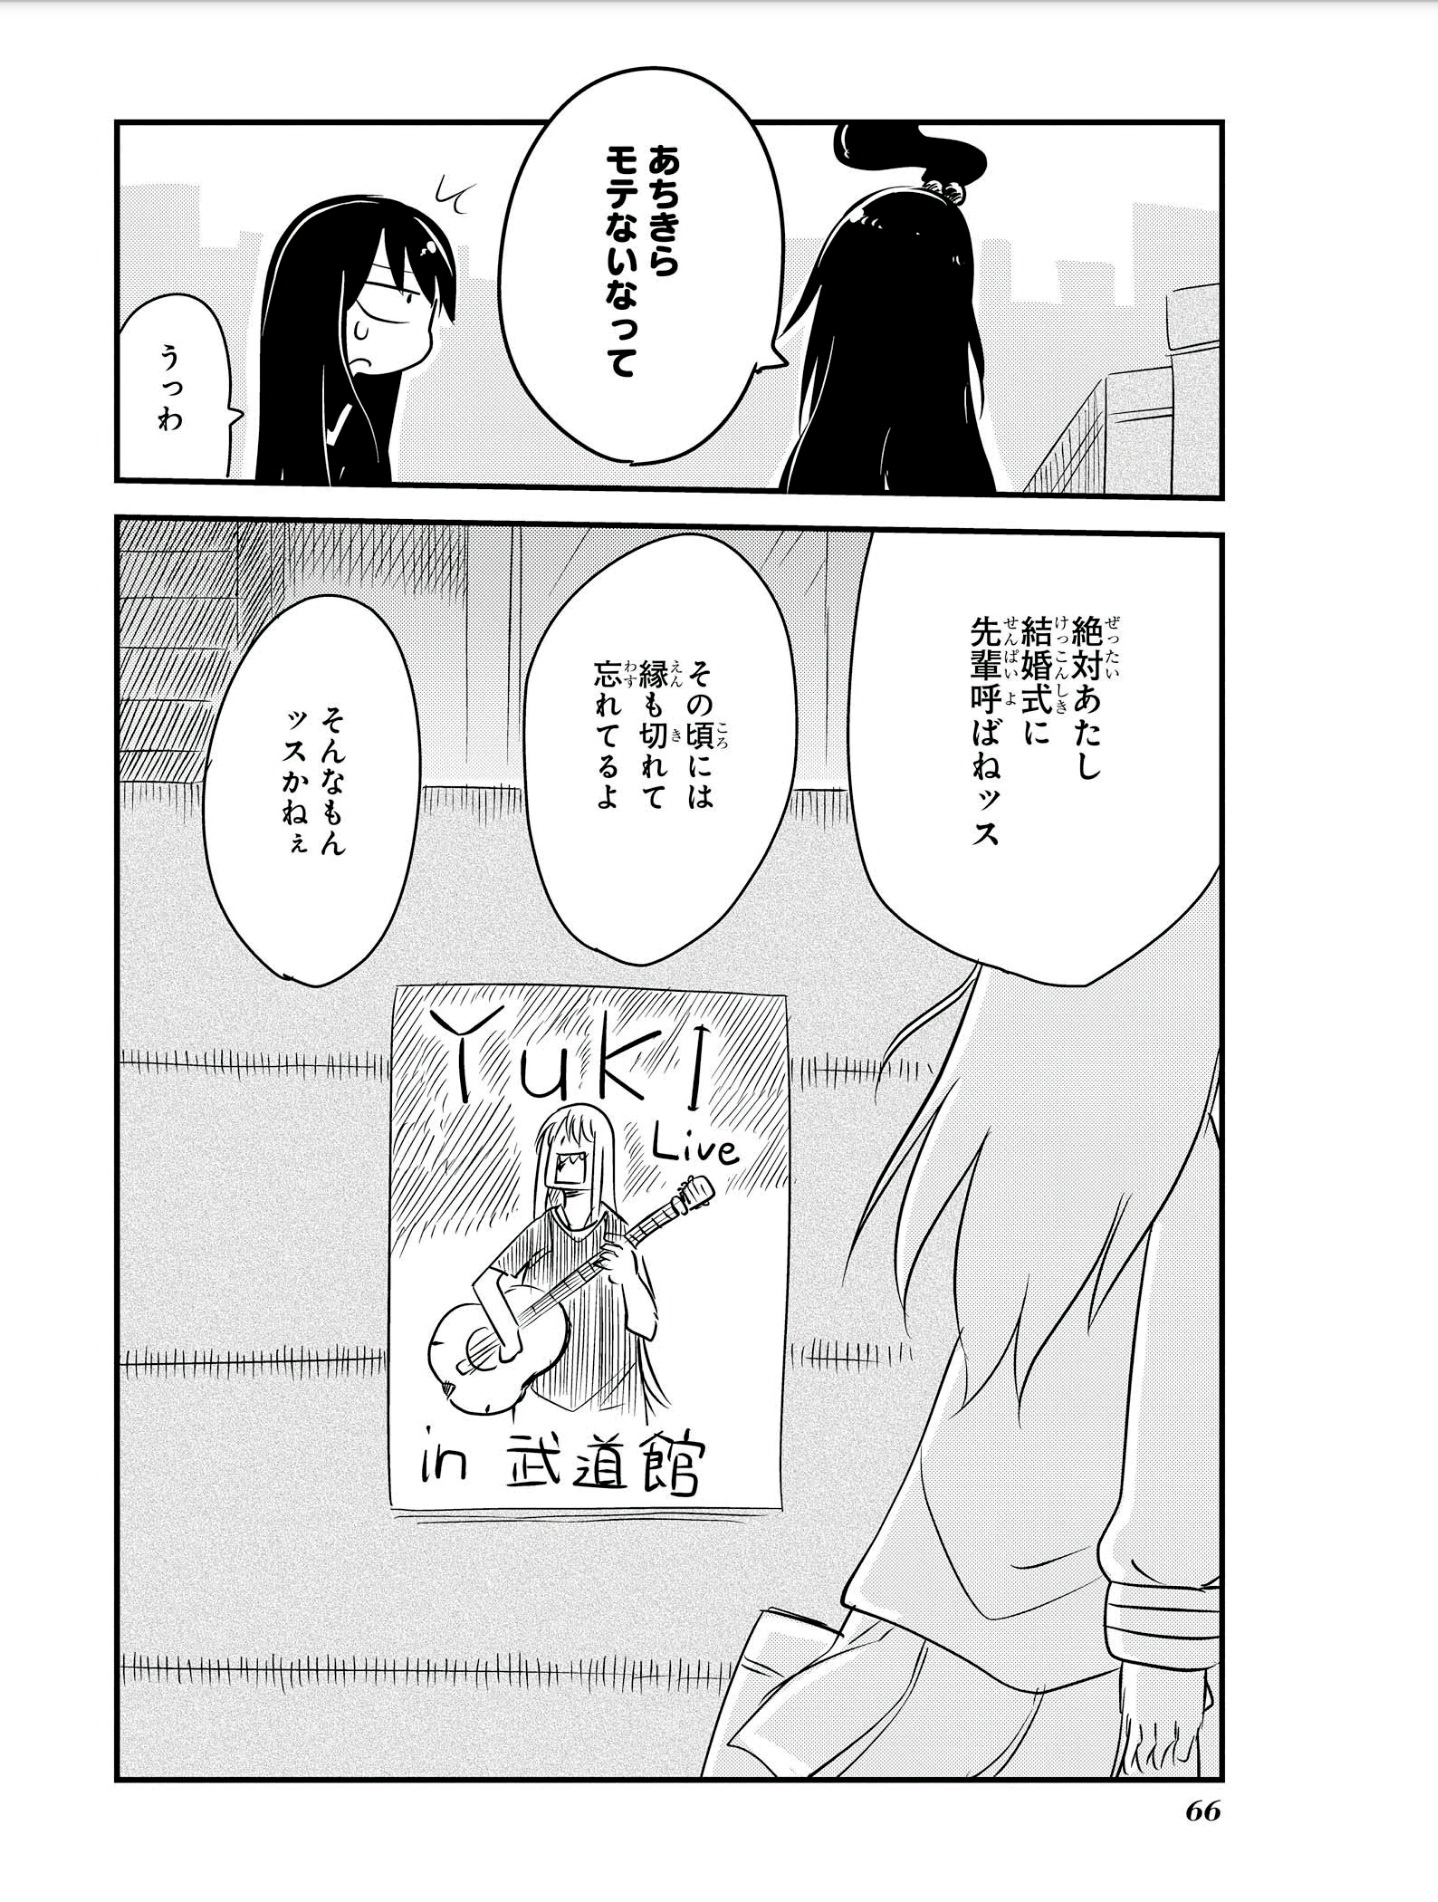 あちきら
モテないなって
うっわ
絶対あたし
結婚式に
先輩呼ばねッス
その頃には
縁も切れて
忘れてるよ
そんなもん
ッスかねぇ
YukI
Live
in 武道館
66